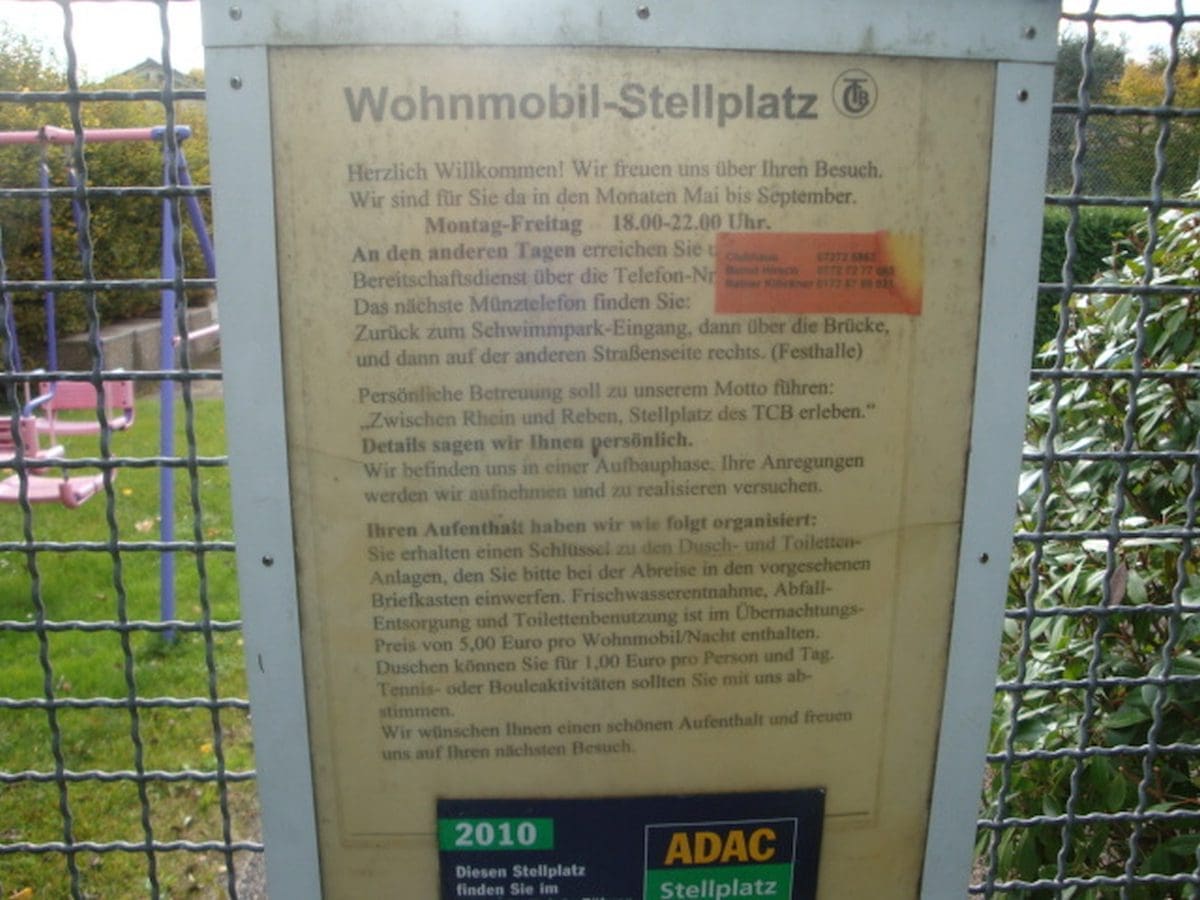 Wohnmobil-Stellplatz TCB
Herzlich Willkommen! Wir freuen uns über Ihren Besuch.
Wir sind für Sie da in den Monaten Mai bis September.
Montag-Freitag 18.00-22.00 Uhr.
An den anderen Tagen erreichen Sie
Bereitschaftsdienst über die Telefon-Nr
Clubhaus
Bernd Hirsch
Rainer
Das nächste Münztelefon finden Sie:
Zurück zum Schwimmpark-Eingang, dann über die Brücke,
und dann auf der anderen Straßenseite rechts. (Festhalle)
Persönliche Betreuung soll zu unserem Motto führen:
„Zwischen Rhein und Reben, Stellplatz des TCB erleben.“
Details sagen wir Ihnen persönlich.
Wir befinden uns in einer Aufbauphase. Ihre Anregungen
werden wir aufnehmen und zu realisieren versuchen.
Ihren Aufenthalt haben wir wie folgt organisiert:
Sie erhalten einen Schlüssel zu den Dusch- und Toiletten-
Anlagen, den Sie bitte bei der Abreise in den vorgesehenen
Briefkasten einwerfen. Frischwasserentnahme, Abfall-
Entsorgung und Toilettenbenutzung ist im Übernachtungs-
Preis von 5,00 Euro pro Wohnmobil/Nacht enthalten.
Duschen können Sie für 1,00 Euro pro Person und Tag.
Tennis- oder Bouleaktivitäten sollten Sie mit uns ab-
stimmen.
Wir wünschen Ihnen einen schönen Aufenthalt und freuen
uns auf Ihren nächsten Besuch.
2010
Diesen Stellplatz
finden Sie im
ADAC
Stellplatz